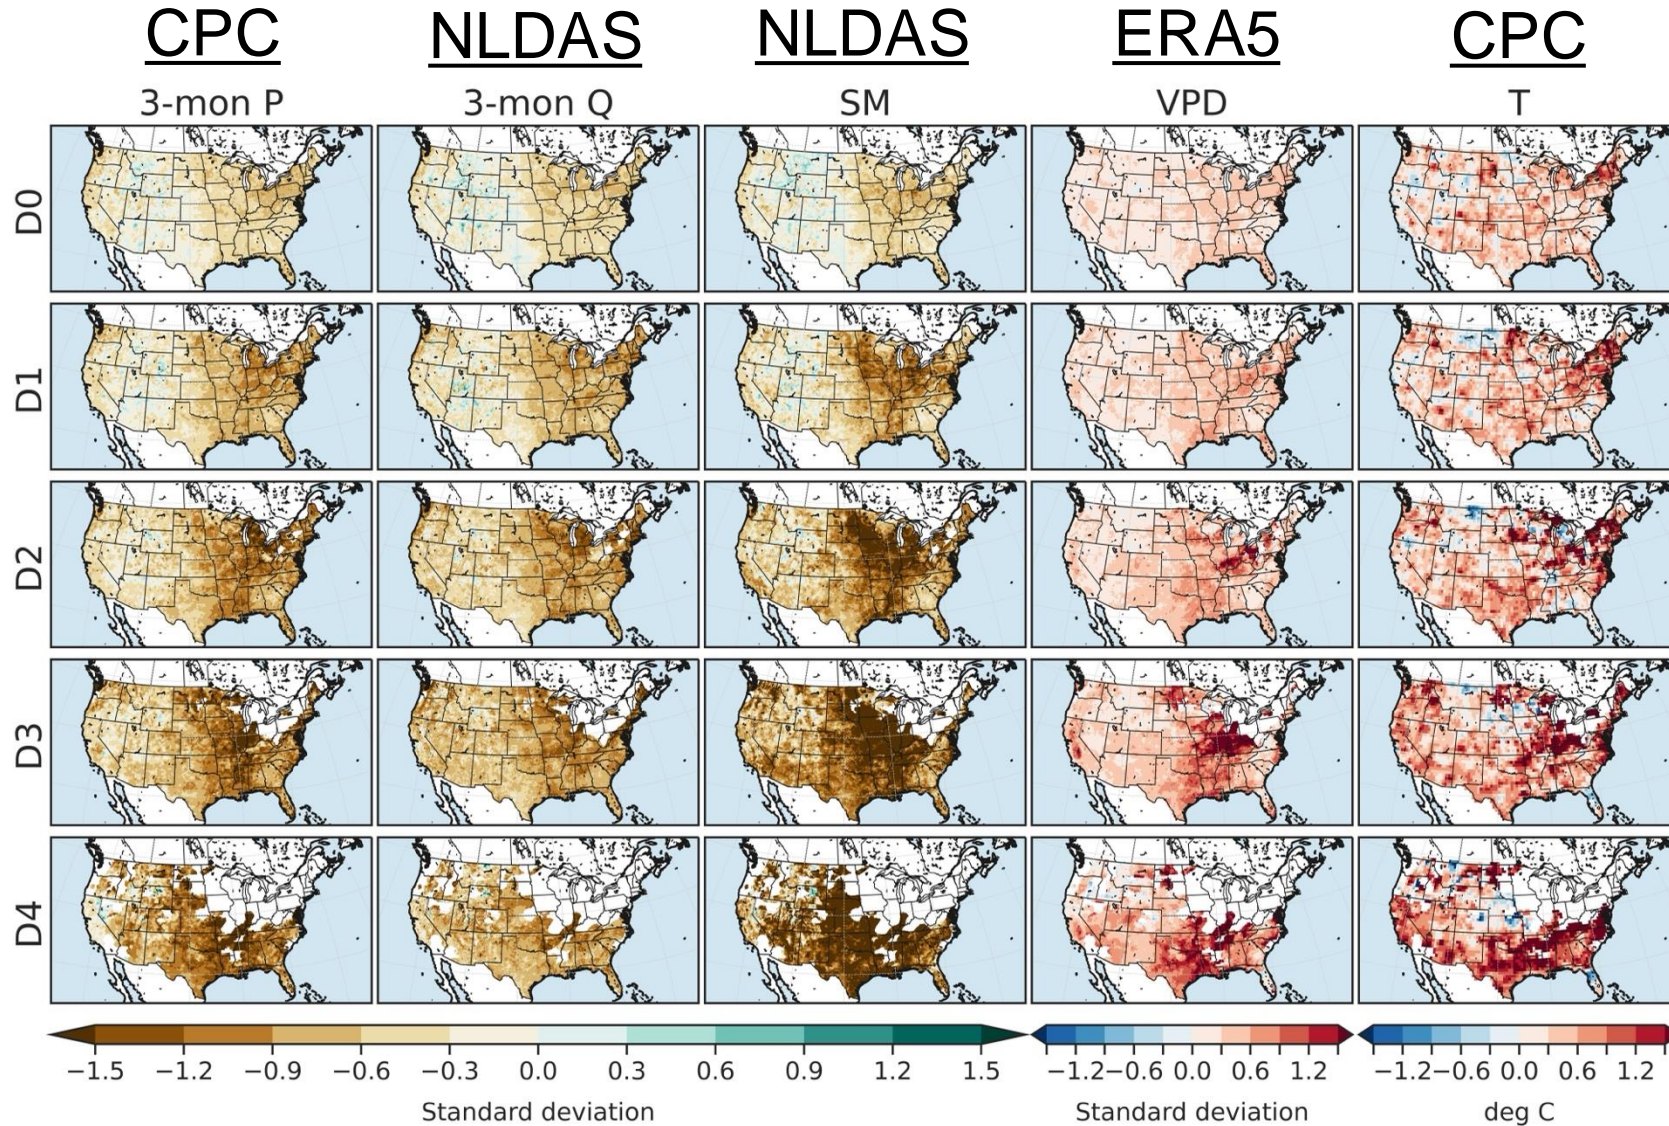 CPC NLDAS NLDAS ERA5 CPC
3-mon P 3-mon Q SM VPD T
D0
D1
D2
D3
D4
−1.5 −1.2 −0.9 −0.6 −0.3 0.0 0.3 0.6 0.9 1.2 1.5 −1.2−0.6 0.0 0.6 1.2 −1.2−0.6 0.0 0.6 1.2
Standard deviation Standard deviation deg C